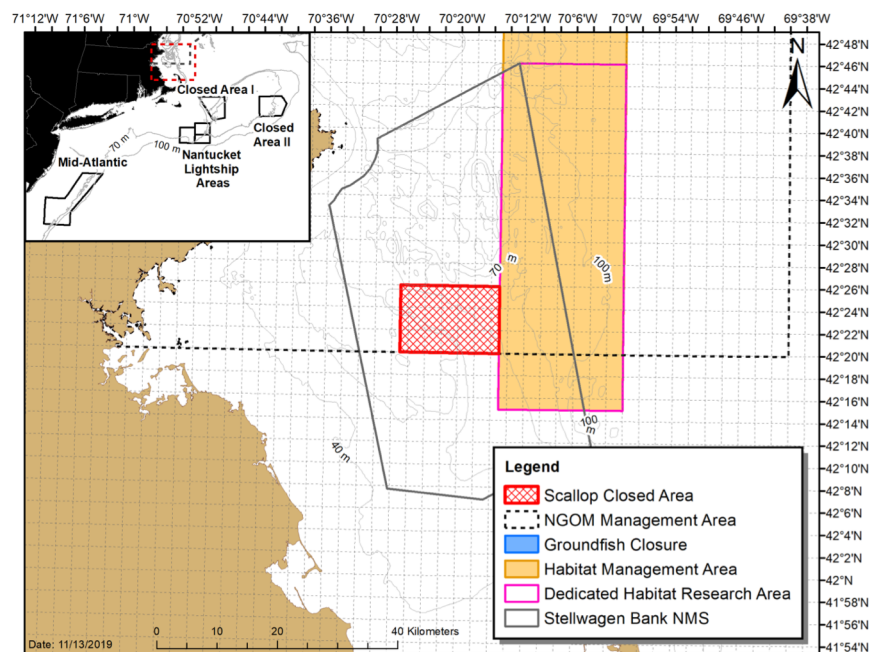 71°12'W 71°6'W 71°W 70°52'W 70°44'W 70°36'W 70°28'W 70°20'W 70°12'W 70°6'W 70°W 69°54'W 69°46'W 69°38'W
N
Closed Area I
Closed
Area II
70 m
100 m
Mid-Atlantic
Nantucket
Lightship
Areas
42°48'N
42°46'N
42°44'N
42°42'N
42°40'N
42°38'N
42°36'N
42°34'N
42°32'N
42°30'N
42°28'N
42°26'N
42°24'N
42°22'N
42°20'N
42°18'N
42°16'N
42°14'N
42°12'N
42°10'N
42°8'N
42°6'N
42°4'N
42°2'N
42°N
41°58'N
41°56'N
41°54'N
70 m
100 m
100 m
40 m
Legend
Scallop Closed Area
NGOM Management Area
Groundfish Closure
Habitat Management Area
Dedicated Habitat Research Area
Stellwagen Bank NMS
Date: 11/13/2019
0 10 20 40 Kilometers